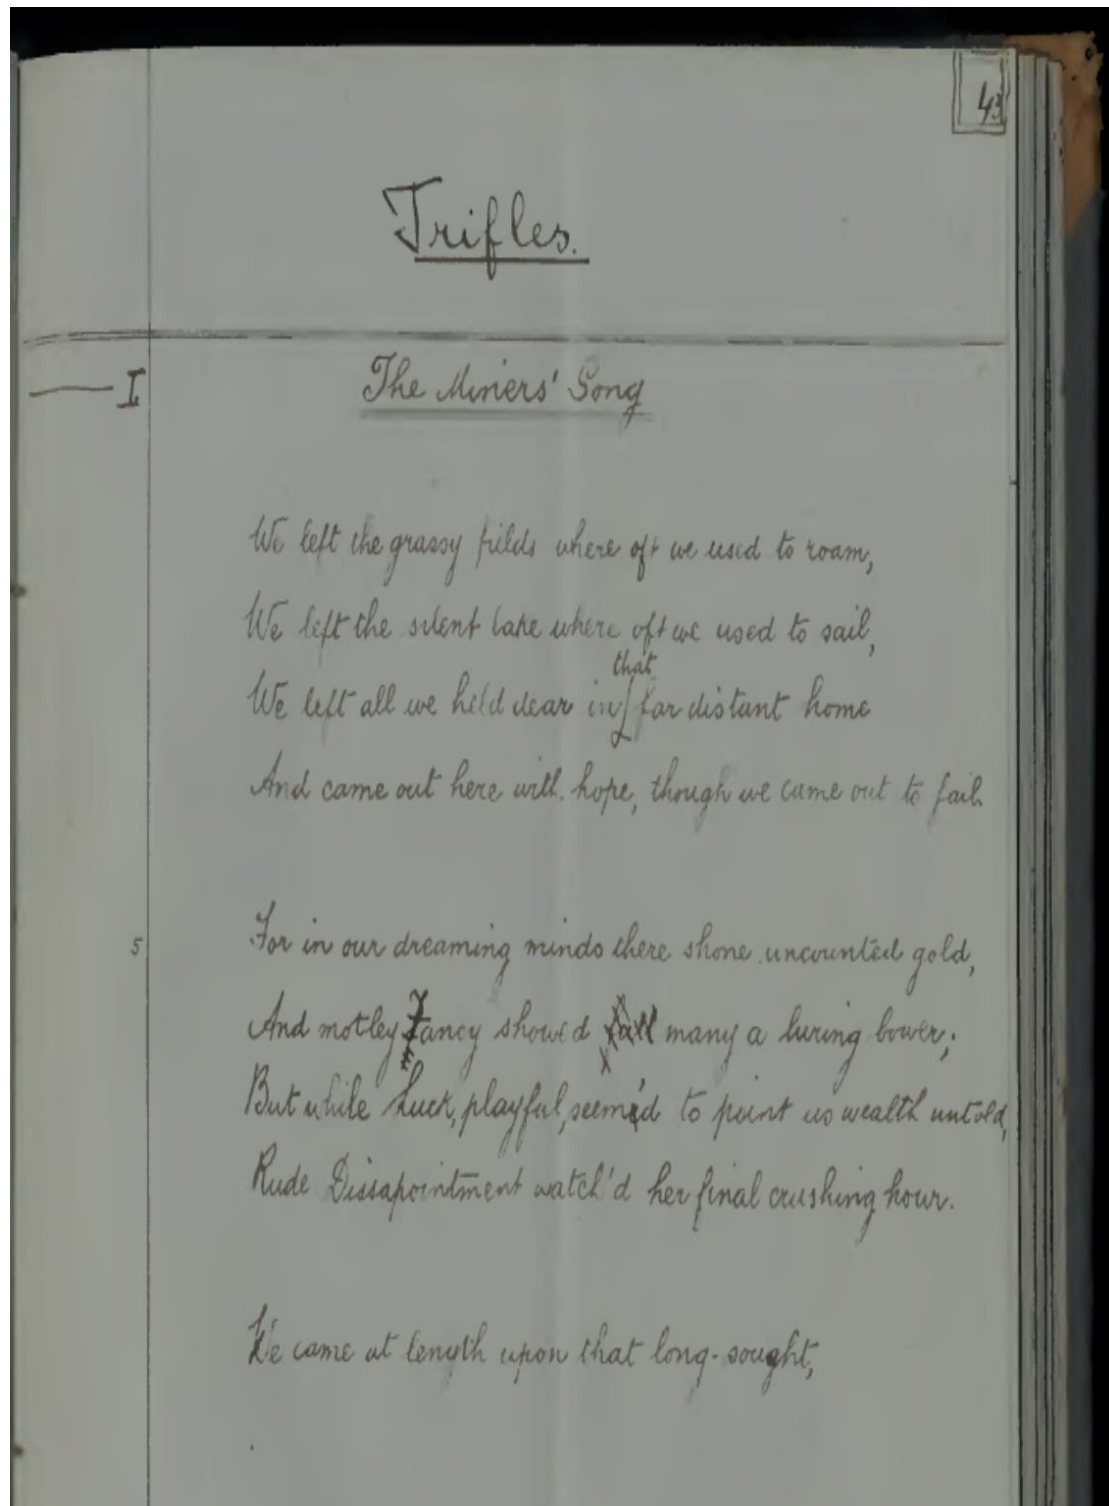 43
Trifles.
I
The Miners' Song
We left the grassy fields where oft we used to roam,
We left the silent lake where oft we used to sail,
that
We left all we held dear in far distant home
And came out here with hope, though we came out to fail.
5 For in our dreaming minds there shone uncounted gold,
And motley Fancy showed many a luring bower;
But while Luck, playful, seem'd to point us wealth untold,
Rude Dissapointment watch'd her final crushing hour.
We came at length upon that long-sought,